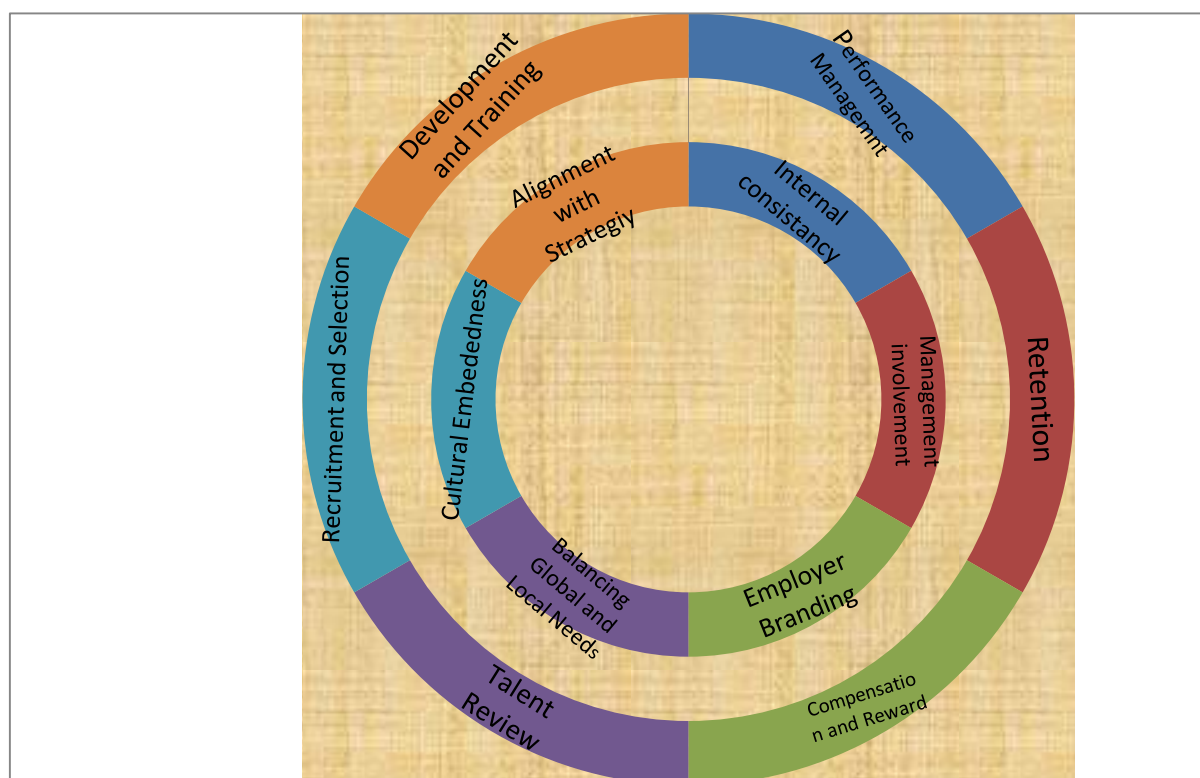 Development
and Training
Performance
Managemnt
Alignment
with
Strategiy
Internal
consistancy
Recruitment and Selection
Cultural Embededness
Management
involvement
Retention
Balancing
Global and
Local Needs
Employer
Branding
Talent
Review
Compensatio
n and Reward